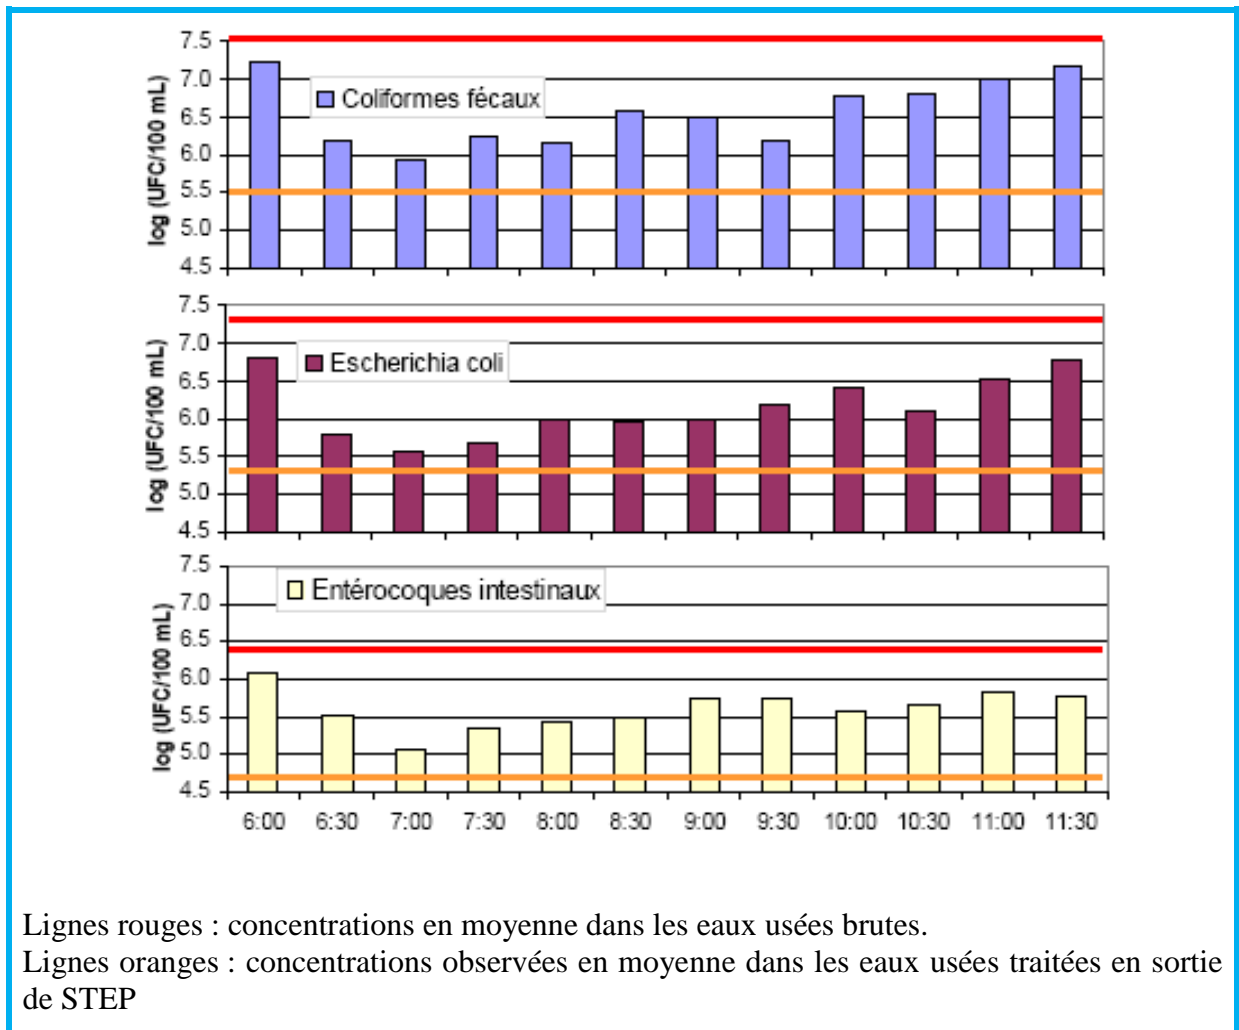 7.5
7.0
6.5
6.0
5.5
5.0
4.5
log (UFC/100 mL)
Coliformes fécaux
7.5
7.0
6.5
6.0
5.5
5.0
4.5
log (UFC/100 mL)
Escherichia coli
7.5
7.0
6.5
6.0
5.5
5.0
4.5
log (UFC/100 mL)
Entérocoques intestinaux
6:00 6:30 7:00 7:30 8:00 8:30 9:00 9:30 10:00 10:30 11:00 11:30
Lignes rouges : concentrations en moyenne dans les eaux usées brutes.
Lignes oranges : concentrations observées en moyenne dans les eaux usées traitées en sortie
de STEP